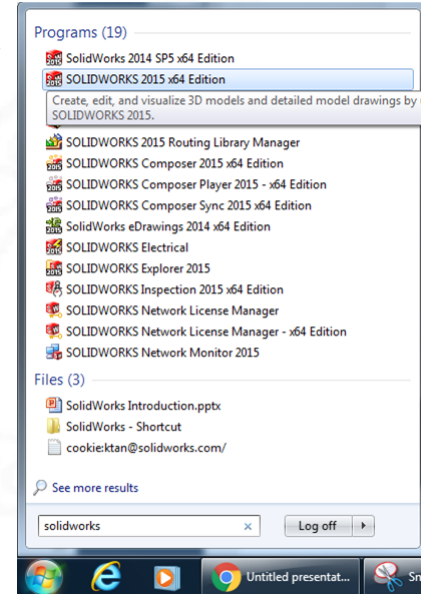 Programs (19)
SolidWorks 2014 SP5 x64 Edition
SOLIDWORKS 2015 x64 Edition
Create, edit, and visualize 3D models and detailed model drawings by
SOLIDWORKS 2015.
SOLIDWORKS 2015 Routing Library Manager
SOLIDWORKS Composer 2015 x64 Edition
SOLIDWORKS Composer Player 2015 - x64 Edition
SOLIDWORKS Composer Sync 2015 x64 Edition
SolidWorks eDrawings 2014 x64 Edition
SOLIDWORKS Electrical
SOLIDWORKS Explorer 2015
SOLIDWORKS Inspection 2015 x64 Edition
SOLIDWORKS Network License Manager
SOLIDWORKS Network License Manager - x64 Edition
SOLIDWORKS Network Monitor 2015
Files (3)
SolidWorks Introduction.pptx
SolidWorks - Shortcut
cookie:ktan@solidworks.com/
See more results
solidworks
Log off
Untitled presentat...
Sn